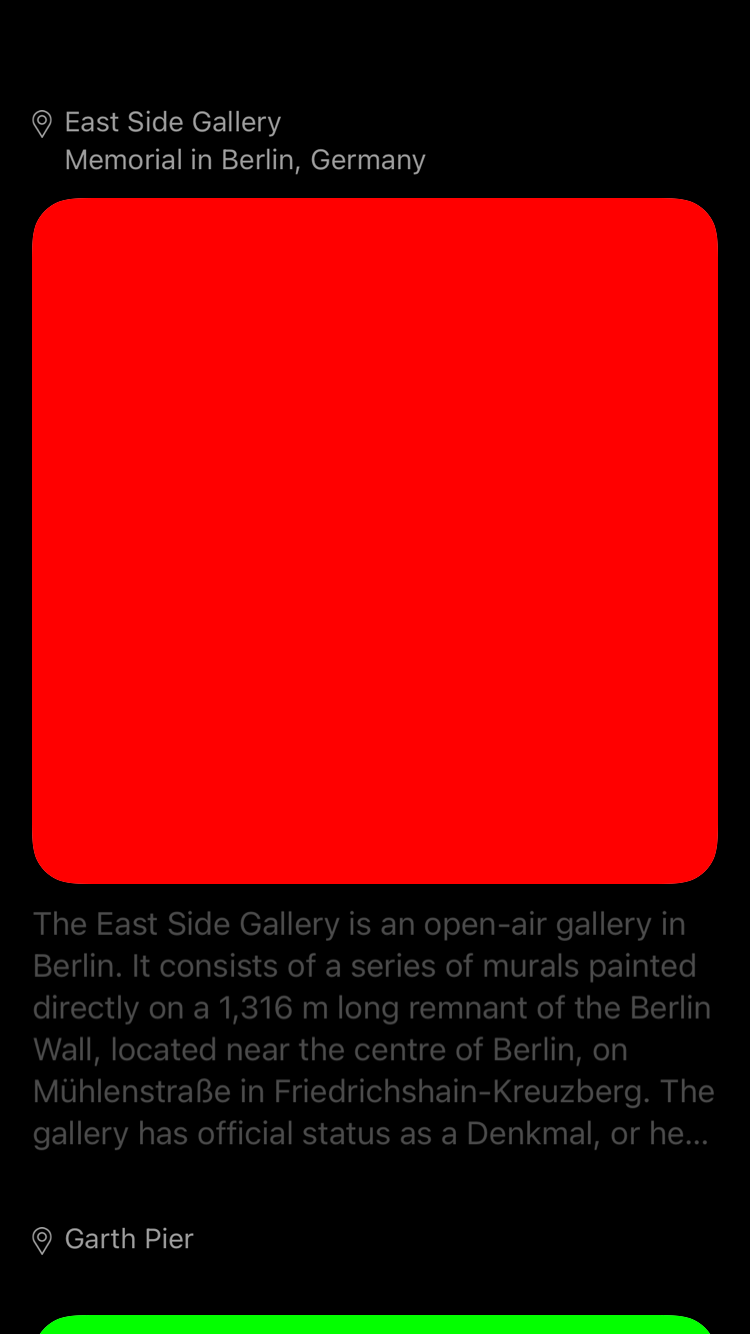 East Side Gallery
Memorial in Berlin, Germany
The East Side Gallery is an open-air gallery in
Berlin. It consists of a series of murals painted
directly on a 1,316 m long remnant of the Berlin
Wall, located near the centre of Berlin, on
Mühlenstraße in Friedrichshain-Kreuzberg. The
gallery has official status as a Denkmal, or he...
Garth Pier